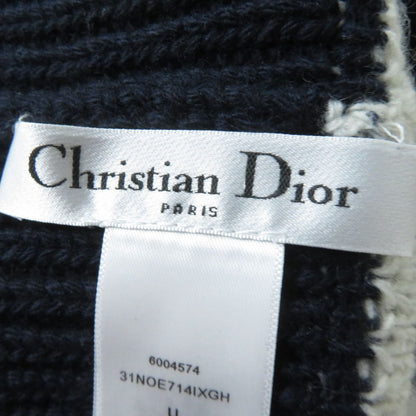 Christian Dior
PARIS
6004574
31NOE714IXGH
U